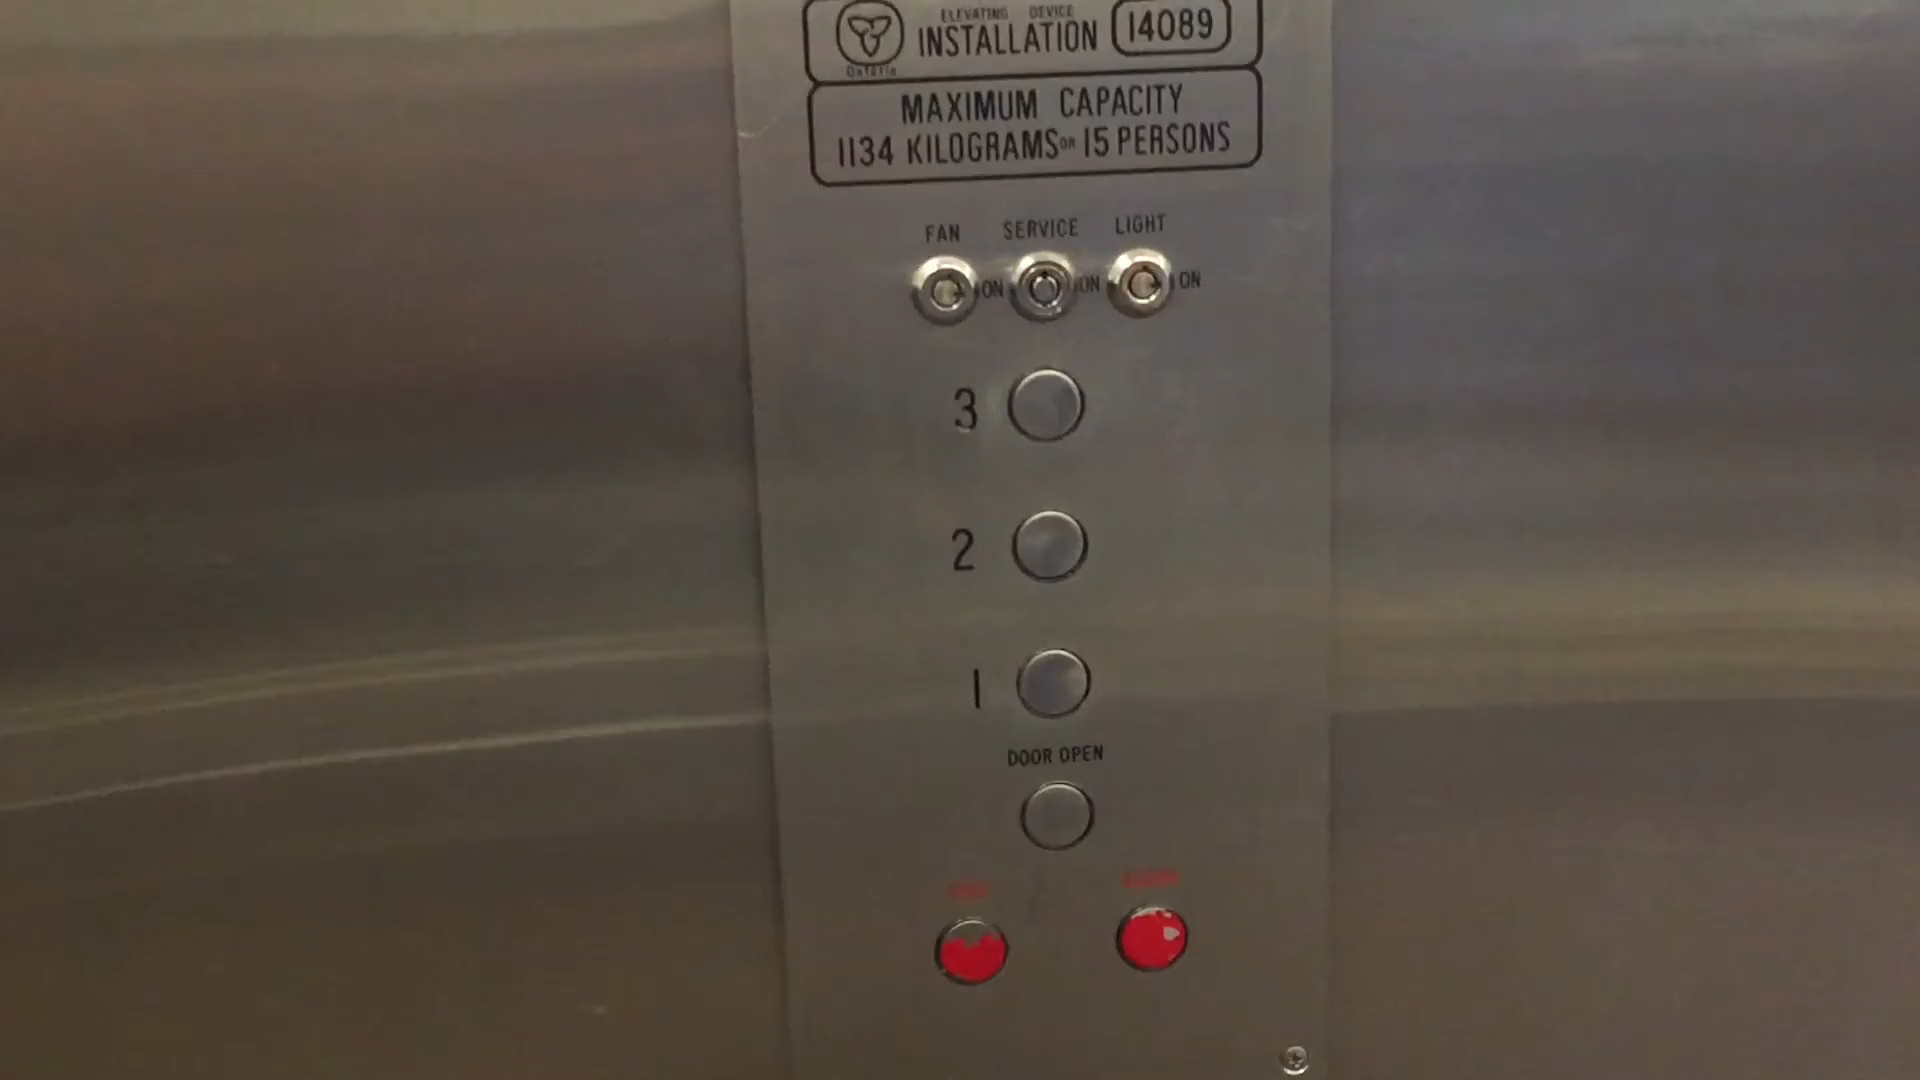 ELEVATING DEVICE
INSTALLATION 14089
Ontario
MAXIMUM CAPACITY
1134 KILOGRAMS OR 15 PERSONS
FAN SERVICE LIGHT
ON ON ON
3
2
1
DOOR OPEN